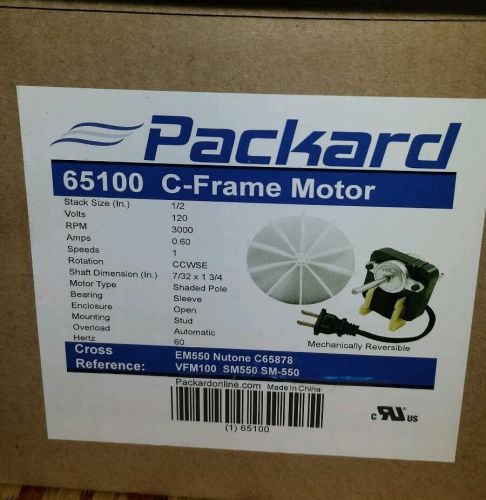 Packard
65100 C-Frame Motor
Stack Size (In.) 1/2
Volts 120
RPM 3000
Amps 0.60
Speeds 1
Rotation CCWSE
Shaft Dimension (In.) 7/32 x 1 3/4
Motor Type Shaded Pole
Bearing Sleeve
Enclosure Open
Mounting Stud
Overload Automatic
Hertz 60
Mechanically Reversible
Cross Reference: EM550 Nutone C65878
VFM100 SM550 SM-550
Packardonline.com Made In China
(1) 65100
c RU US